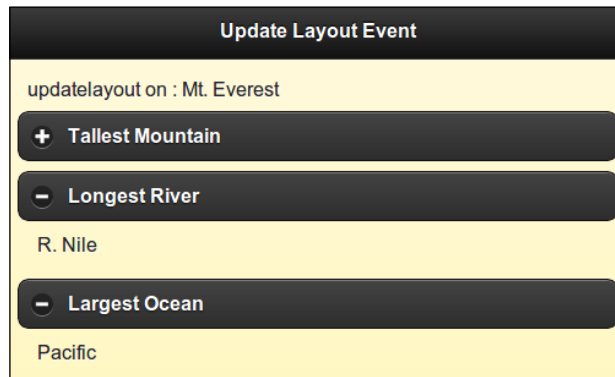 Update Layout Event
updatelayout on : Mt. Everest
Tallest Mountain
Longest River
R. Nile
Largest Ocean
Pacific